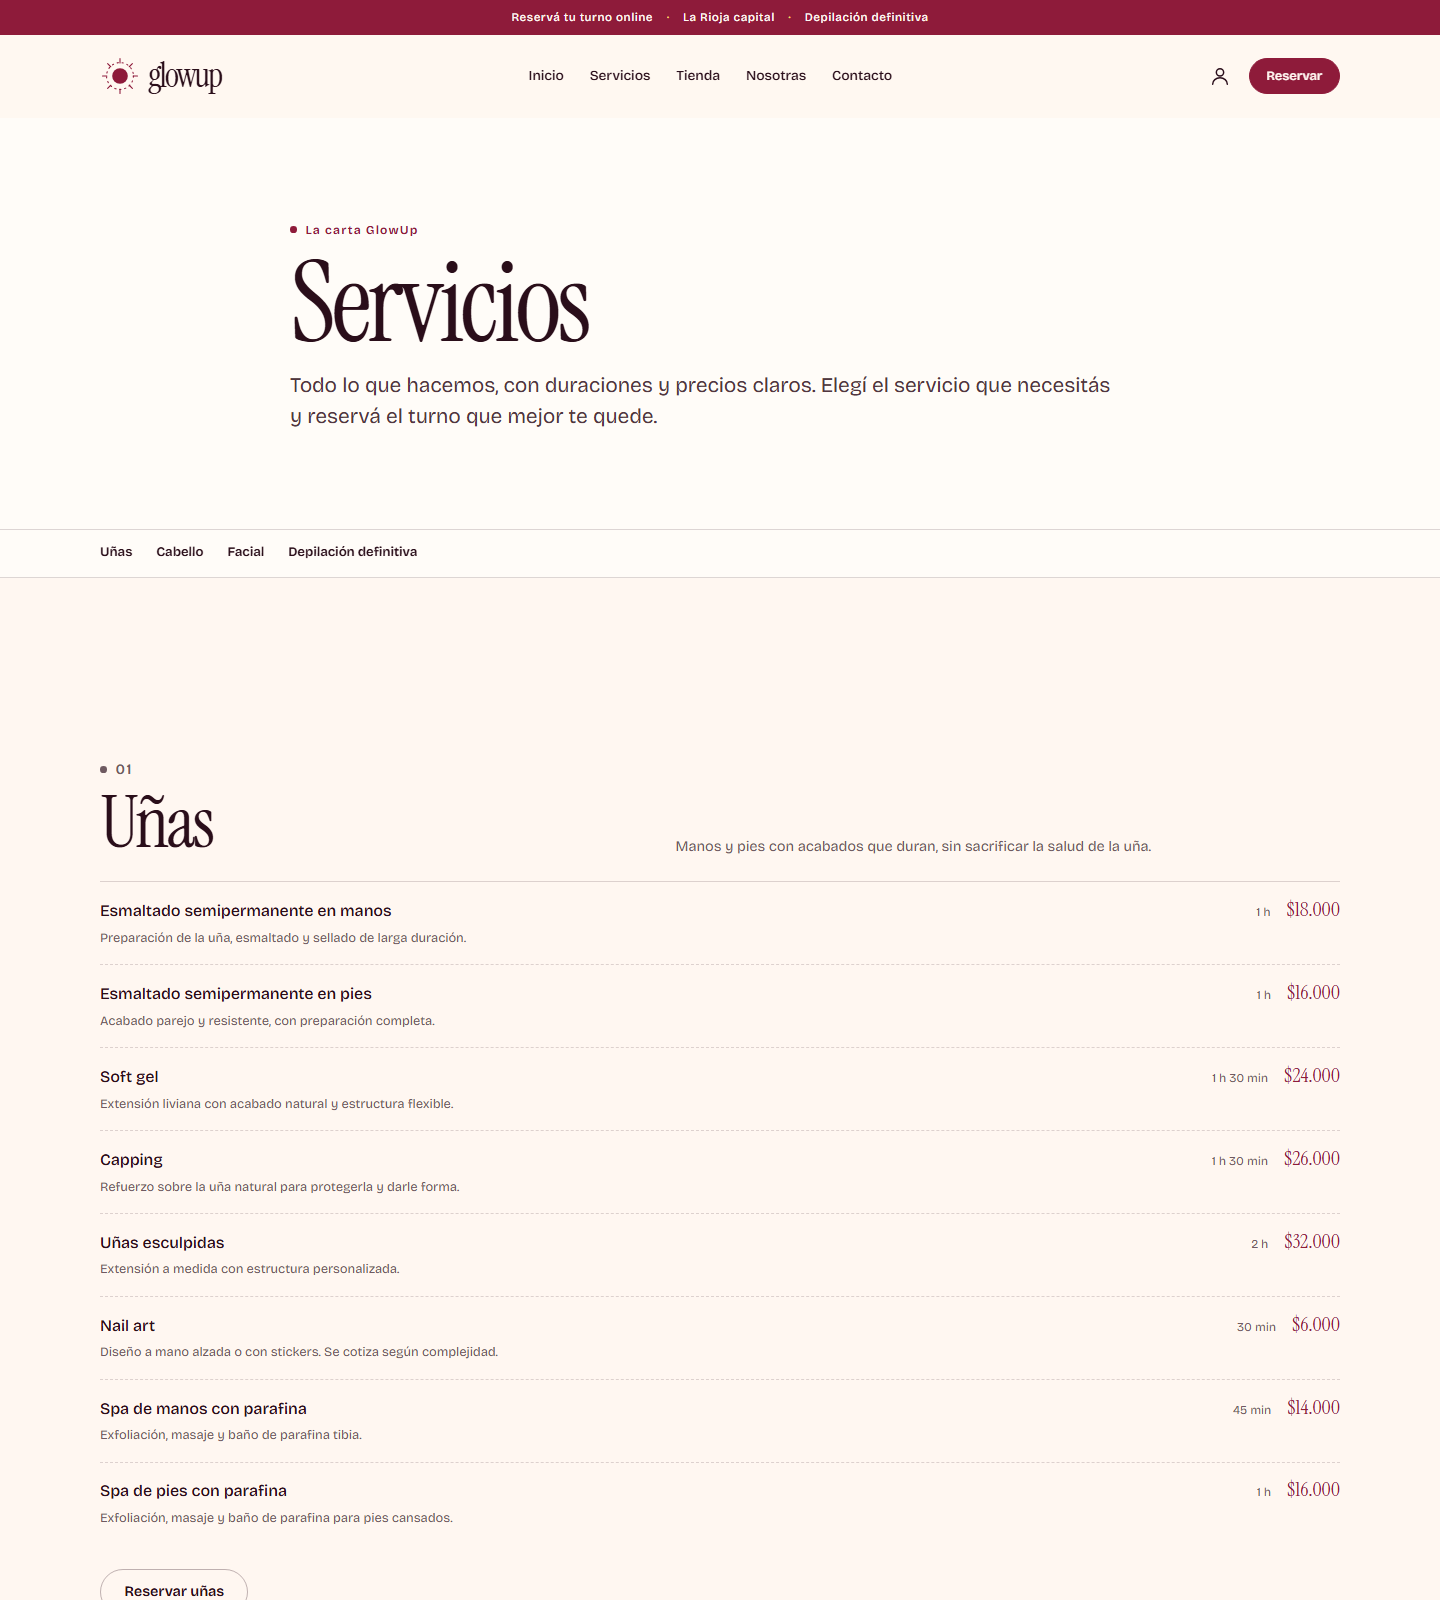 Reservá tu turno online · La Rioja capital · Depilación definitiva
glowup
Inicio Servicios Tienda Nosotras Contacto
Reservar
La carta GlowUp
Servicios
Todo lo que hacemos, con duraciones y precios claros. Elegí el servicio que necesitás
y reservá el turno que mejor te quede.
Uñas Cabello Facial Depilación definitiva
01
Uñas
Manos y pies con acabados que duran, sin sacrificar la salud de la uña.
Esmaltado semipermanente en manos 1 h $18.000
Preparación de la uña, esmaltado y sellado de larga duración.
Esmaltado semipermanente en pies 1 h $16.000
Acabado parejo y resistente, con preparación completa.
Soft gel 1 h 30 min $24.000
Extensión liviana con acabado natural y estructura flexible.
Capping 1 h 30 min $26.000
Refuerzo sobre la uña natural para protegerla y darle forma.
Uñas esculpidas 2 h $32.000
Extensión a medida con estructura personalizada.
Nail art 30 min $6.000
Diseño a mano alzada o con stickers. Se cotiza según complejidad.
Spa de manos con parafina 45 min $14.000
Exfoliación, masaje y baño de parafina tibia.
Spa de pies con parafina 1 h $16.000
Exfoliación, masaje y baño de parafina para pies cansados.
Reservar uñas